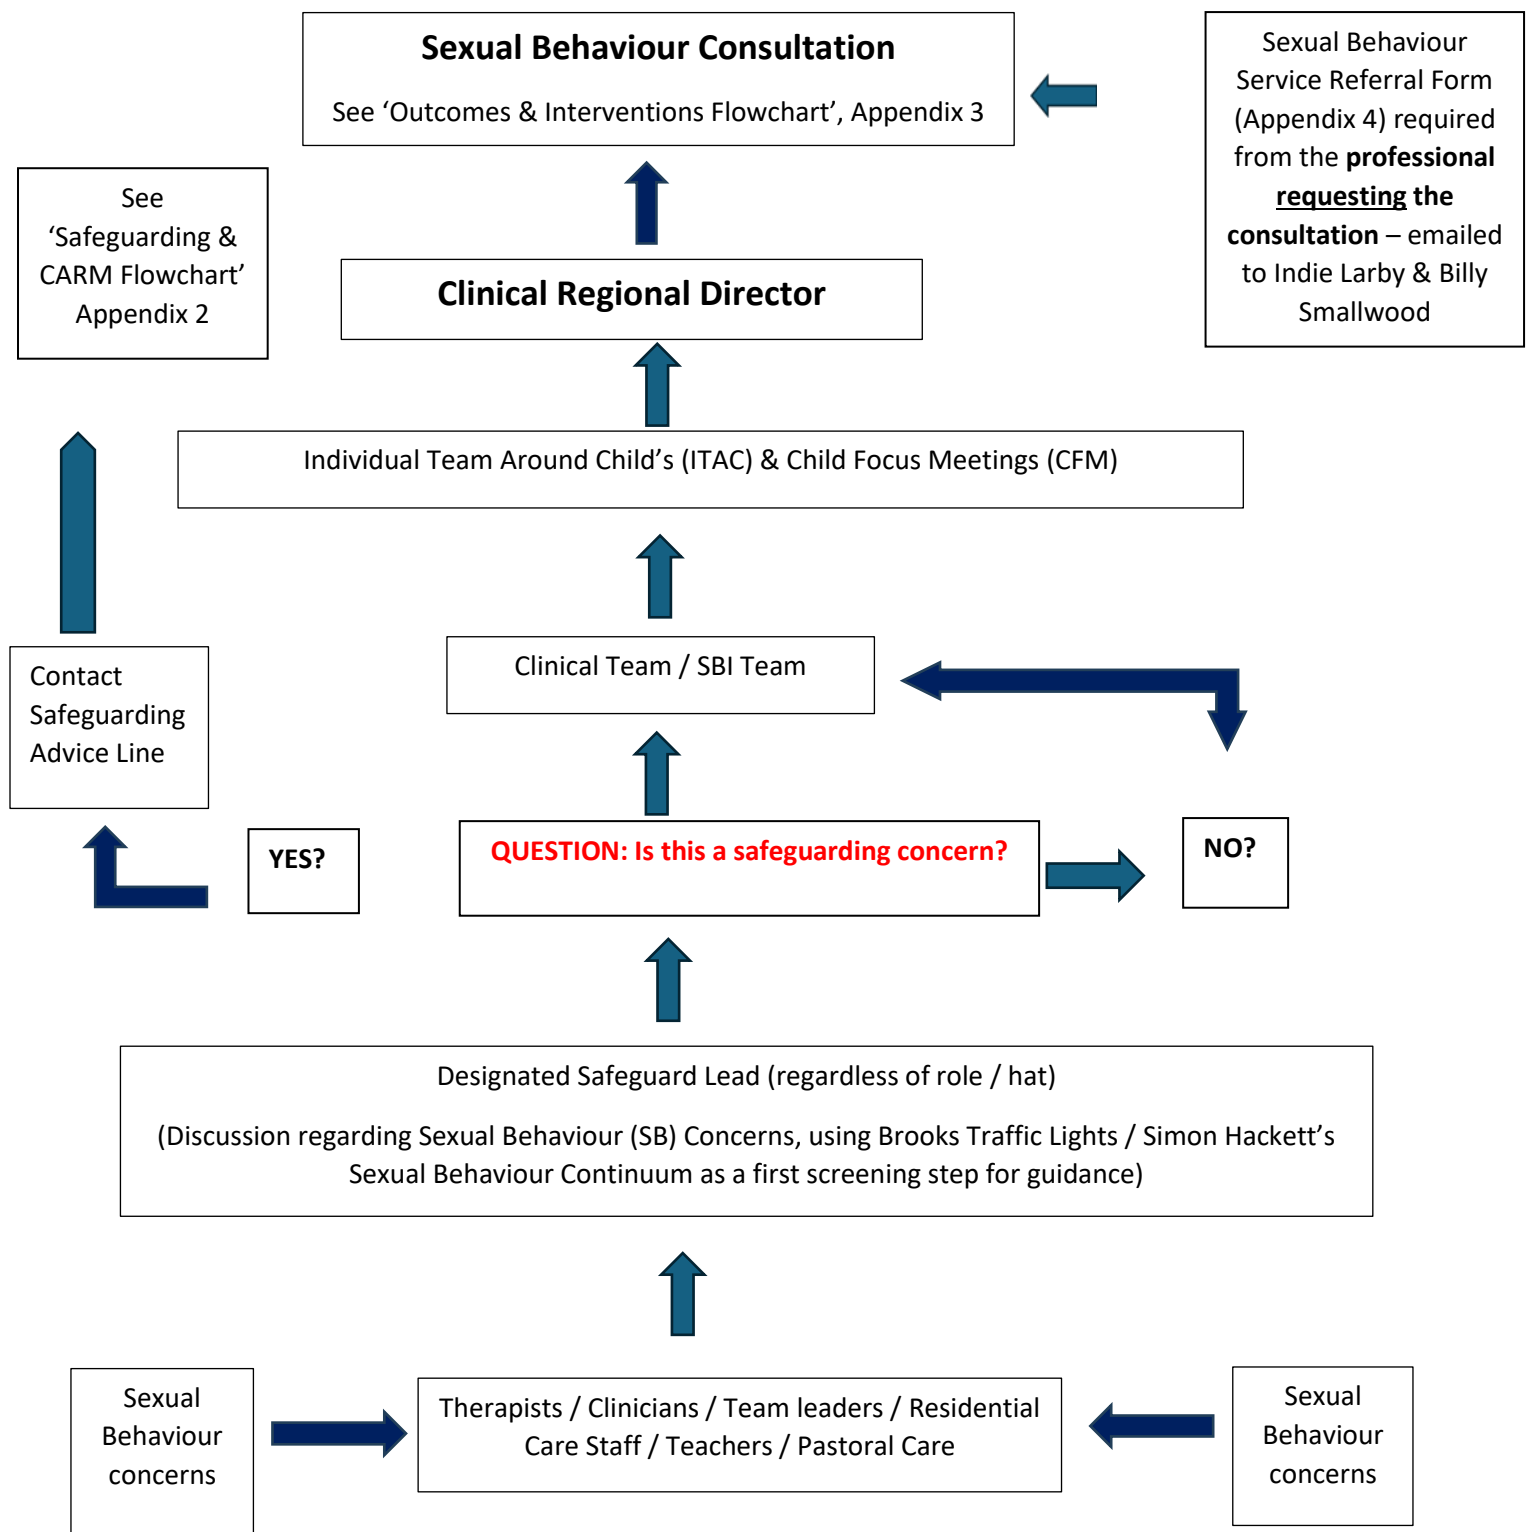 Sexual Behaviour Consultation
See ‘Outcomes & Interventions Flowchart’, Appendix 3
Sexual Behaviour
Service Referral Form
(Appendix 4) required
from the professional
requesting the
consultation – emailed
to Indie Larby & Billy
Smallwood
See
‘Safeguarding &
CARM Flowchart’
Appendix 2
Clinical Regional Director
Individual Team Around Child’s (ITAC) & Child Focus Meetings (CFM)
Clinical Team / SBI Team
Contact
Safeguarding
Advice Line
YES?
QUESTION: Is this a safeguarding concern?
NO?
Designated Safeguard Lead (regardless of role / hat)
(Discussion regarding Sexual Behaviour (SB) Concerns, using Brooks Traffic Lights / Simon Hackett’s
Sexual Behaviour Continuum as a first screening step for guidance)
Sexual
Behaviour
concerns
Therapists / Clinicians / Team leaders / Residential
Care Staff / Teachers / Pastoral Care
Sexual
Behaviour
concerns